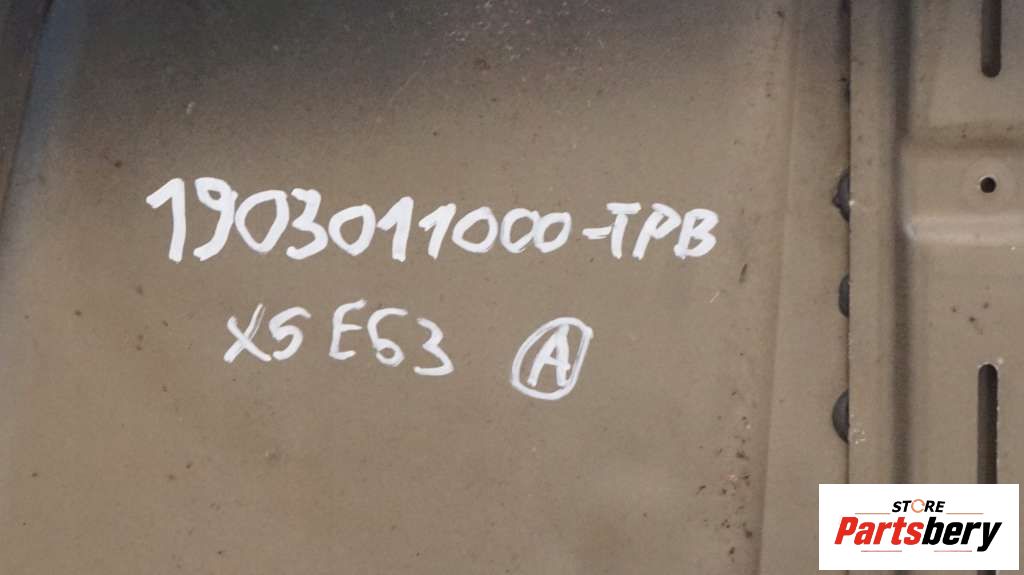 1903011000-TPB
X5 E53 A
STORE
Partsbery